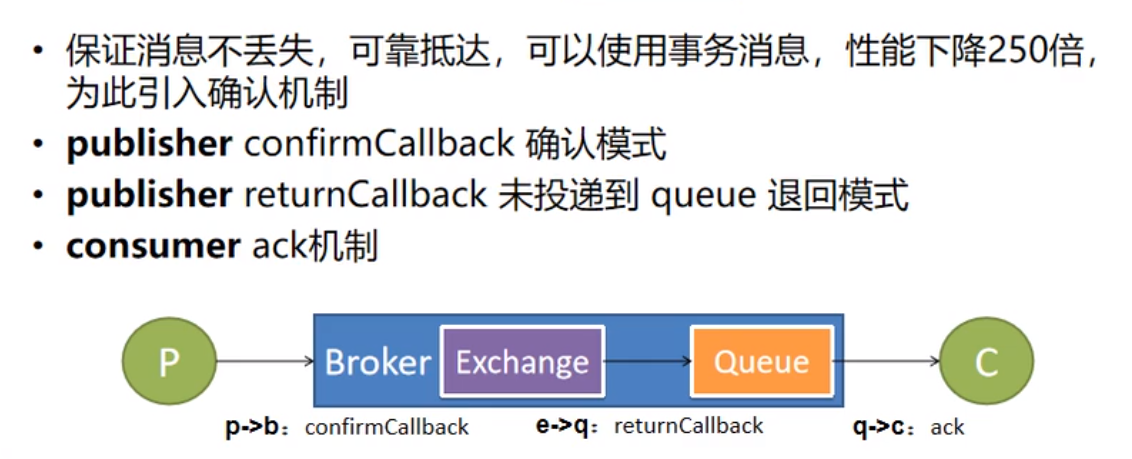 • 保证消息不丢失，可靠抵达，可以使用事务消息，性能下降250倍，
为此引入确认机制
• publisher confirmCallback 确认模式
• publisher returnCallback 未投递到 queue 退回模式
• consumer ack机制
P Broker Exchange Queue C
p->b：confirmCallback e->q：returnCallback q->c：ack